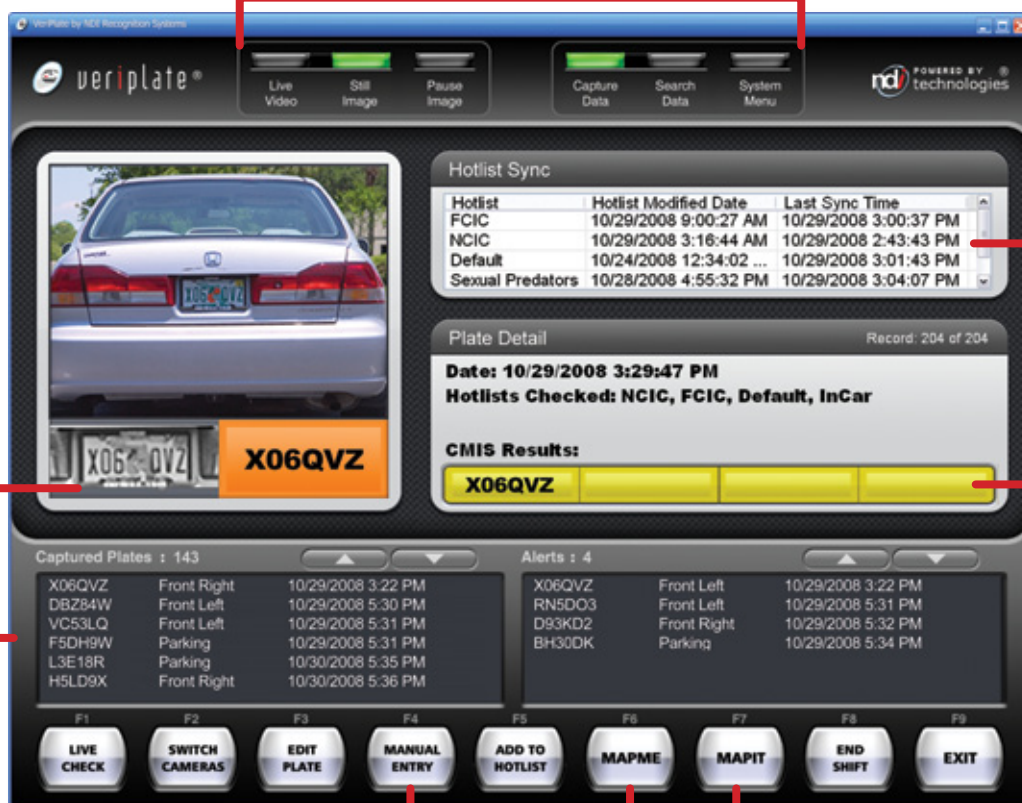 VeriPlate by NDI Recognition Systems
veriplate®
Live Video
Still Image
Pause Image
Capture Data
Search Data
System Menu
ndi POWERED BY technologies ®
Hotlist Sync
Hotlist Hotlist Modified Date Last Sync Time
FCIC 10/29/2008 9:00:27 AM 10/29/2008 3:00:37 PM
NCIC 10/29/2008 3:16:44 AM 10/29/2008 2:43:43 PM
Default 10/24/2008 12:34:02 ... 10/29/2008 3:01:43 PM
Sexual Predators 10/28/2008 4:55:32 PM 10/29/2008 3:04:07 PM
X06 QVZ
Plate Detail Record: 204 of 204
Date: 10/29/2008 3:29:47 PM
Hotlists Checked: NCIC, FCIC, Default, InCar
CMIS Results:
X06QVZ
X06 QVZ
X06QVZ
Captured Plates : 143
X06QVZ Front Right 10/29/2008 3:22 PM
DBZ84W Front Left 10/29/2008 5:30 PM
VC53LQ Front Left 10/29/2008 5:31 PM
F5DH9W Parking 10/29/2008 5:31 PM
L3E18R Parking 10/30/2008 5:35 PM
H5LD9X Front Right 10/30/2008 5:36 PM
Alerts : 4
X06QVZ Front Left 10/29/2008 3:22 PM
RN5DO3 Front Left 10/29/2008 5:31 PM
D93KD2 Front Right 10/29/2008 5:32 PM
BH30DK Parking 10/29/2008 5:34 PM
F1 F2 F3 F4 F5 F6 F7 F8 F9
LIVE CHECK
SWITCH CAMERAS
EDIT PLATE
MANUAL ENTRY
ADD TO HOTLIST
MAPME
MAPIT
END SHIFT
EXIT